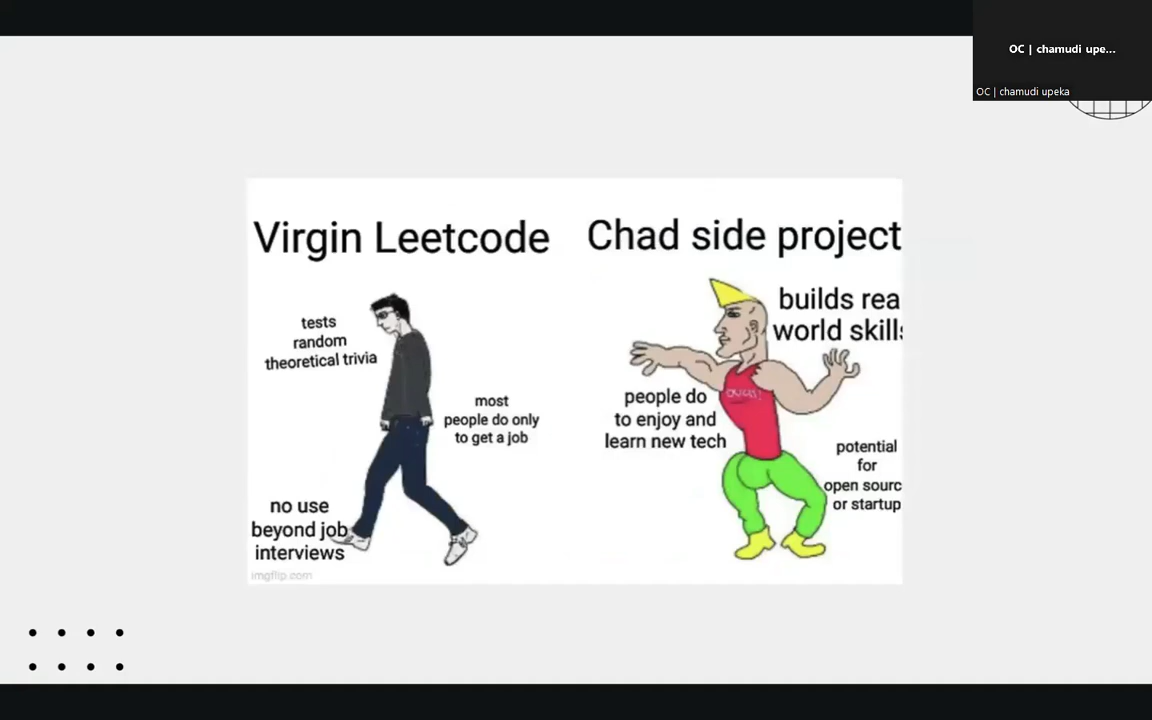 OC | chamudi upe...
OC | chamudi upeka
Virgin Leetcode
tests
random
theoretical trivia
most
people do only
to get a job
no use
beyond job
interviews
imgflip.com
Chad side project
builds rea
world skills
people do
to enjoy and
learn new tech
potential
for
open sourc
or startup